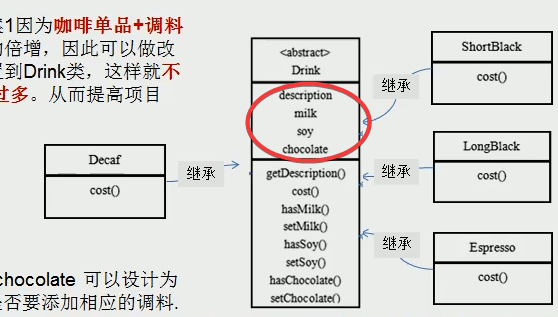 案1因为咖啡单品+调料
的倍增，因此可以做改
置到Drink类，这样就不
过多。从而提高项目
<abstract>
Drink
description
milk
soy
chocolate
getDescription()
cost()
hasMilk()
setMilk()
hasSoy()
setSoy()
hasChocolate()
setChocolate()
ShortBlack
cost()
继承
LongBlack
cost()
继承
Decaf
cost()
继承
Espresso
cost()
继承
chocolate 可以设计为
是否要添加相应的调料.